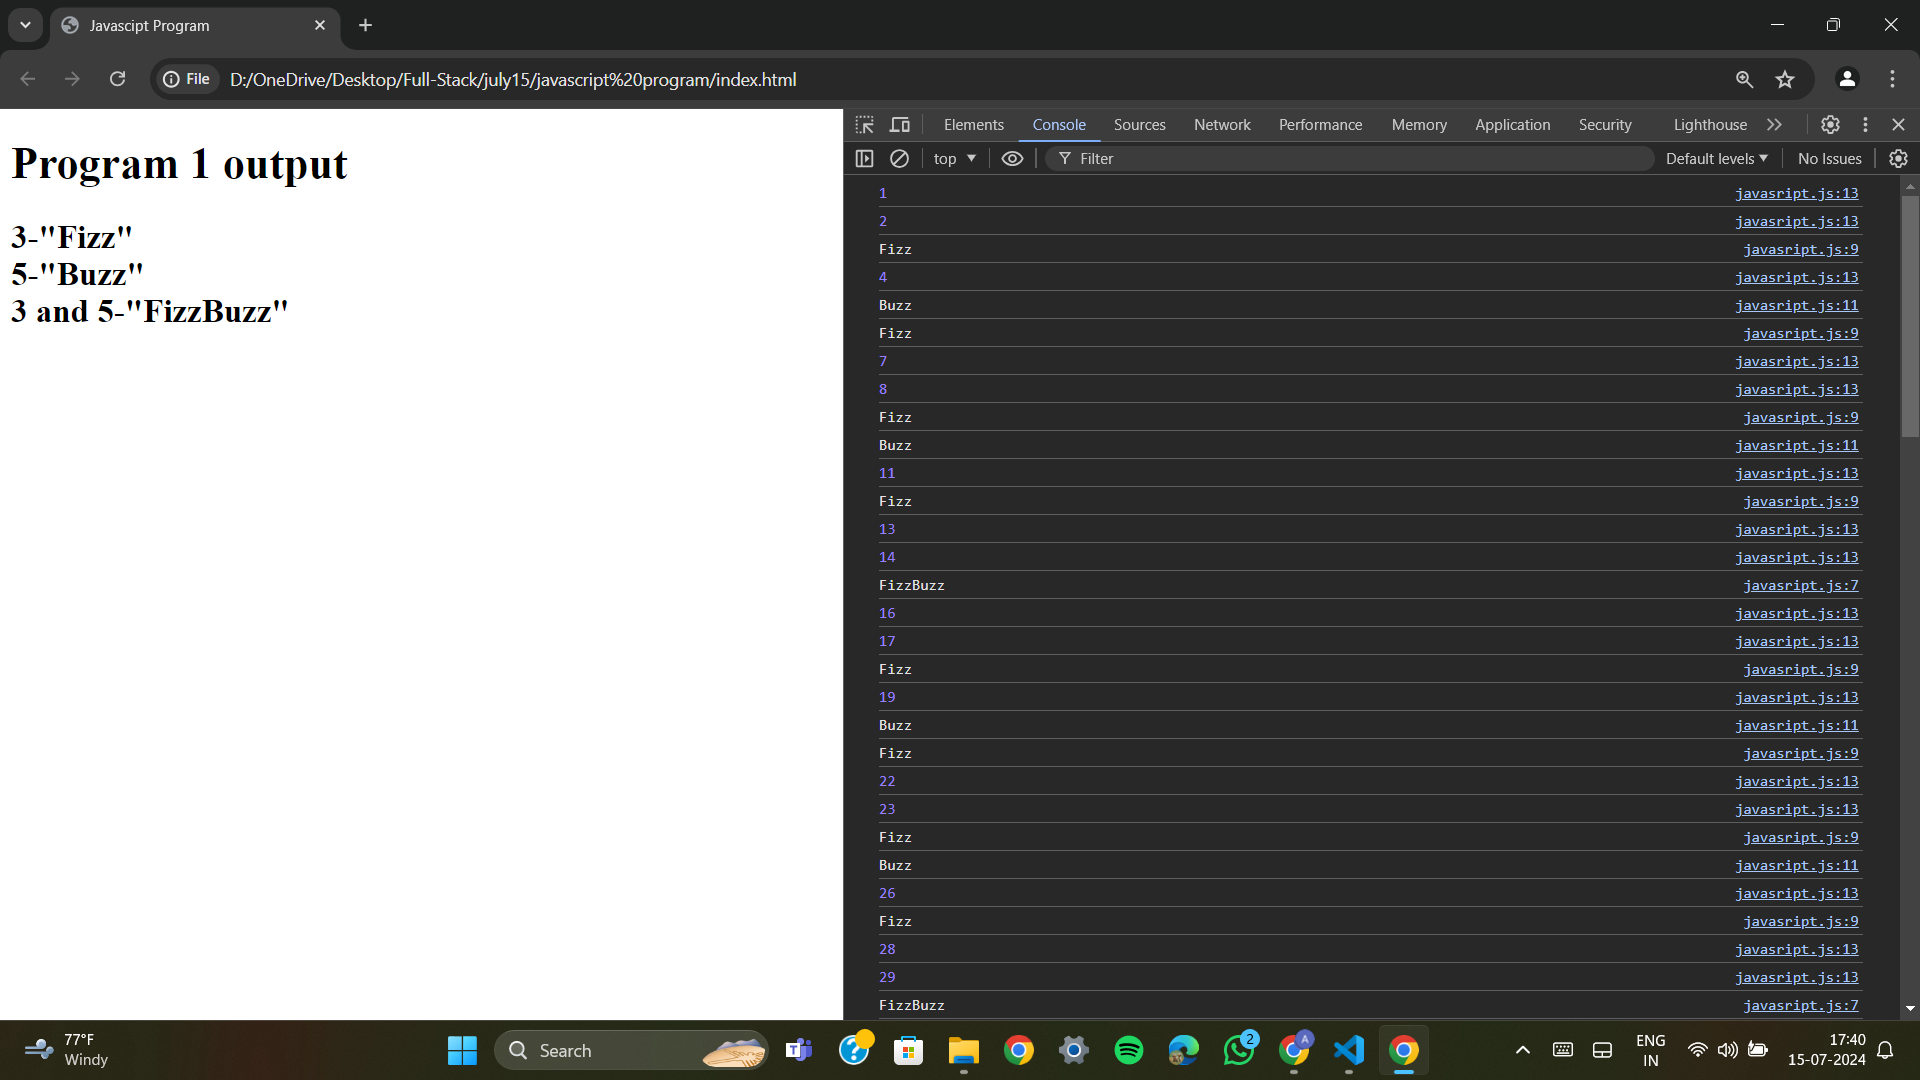 Javascipt Program
File
D:/OneDrive/Desktop/Full-Stack/july15/javascript%20program/index.html
Program 1 output
3-"Fizz"
5-"Buzz"
3 and 5-"FizzBuzz"
Elements Console Sources Network Performance Memory Application Security Lighthouse
top Filter Default levels No Issues
1 javasript.js:13
2 javasript.js:13
Fizz javasript.js:9
4 javasript.js:13
Buzz javasript.js:11
Fizz javasript.js:9
7 javasript.js:13
8 javasript.js:13
Fizz javasript.js:9
Buzz javasript.js:11
11 javasript.js:13
Fizz javasript.js:9
13 javasript.js:13
14 javasript.js:13
FizzBuzz javasript.js:7
16 javasript.js:13
17 javasript.js:13
Fizz javasript.js:9
19 javasript.js:13
Buzz javasript.js:11
Fizz javasript.js:9
22 javasript.js:13
23 javasript.js:13
Fizz javasript.js:9
Buzz javasript.js:11
26 javasript.js:13
Fizz javasript.js:9
28 javasript.js:13
29 javasript.js:13
FizzBuzz javasript.js:7
77°F
Windy
Search
2
A
ENG
IN
17:40
15-07-2024